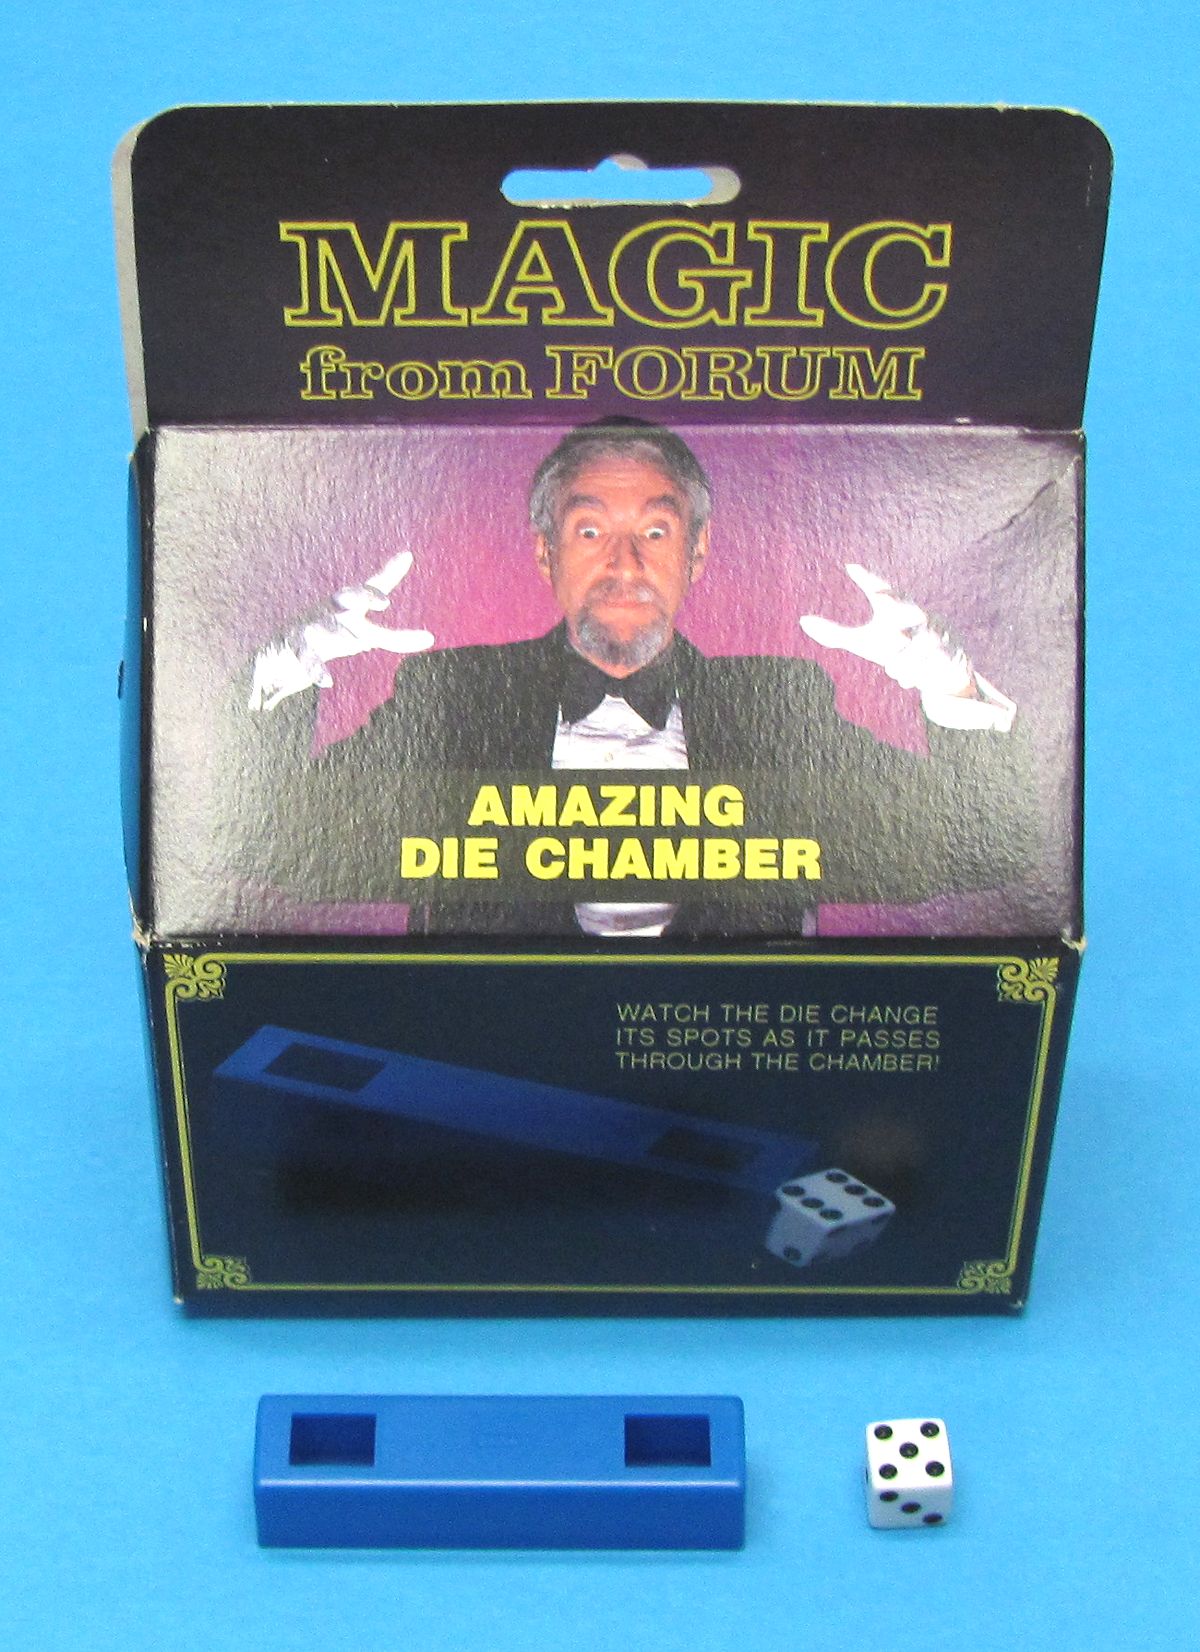 MAGIC
from FORUM
AMAZING
DIE CHAMBER
WATCH THE DIE CHANGE
ITS SPOTS AS IT PASSES
THROUGH THE CHAMBER!